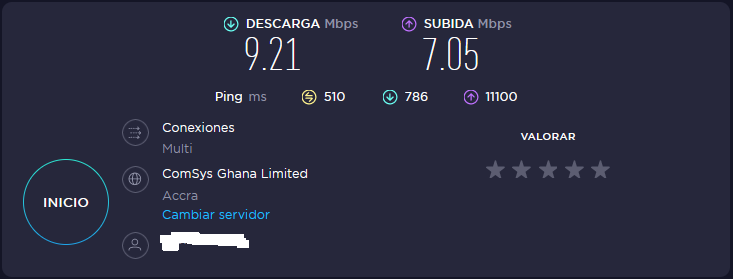 DESCARGA Mbps
SUBIDA Mbps
9.21
7.05
Ping ms 510 786 11100
Conexiones
Multi
VALORAR
ComSys Ghana Limited
Accra
Cambiar servidor
INICIO